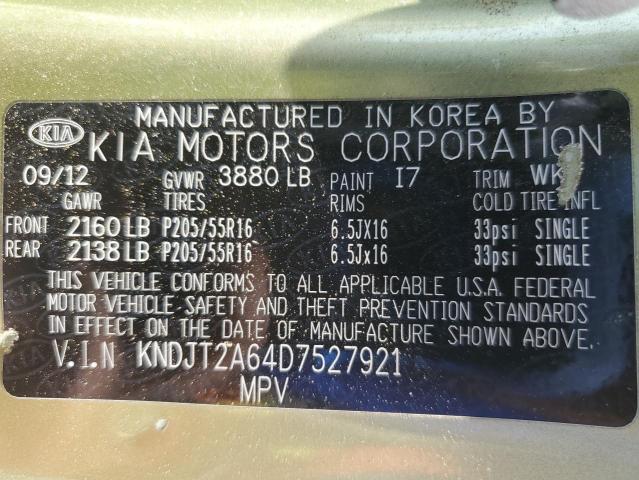 MANUFACTURED IN KOREA BY
KIA KIA MOTORS CORPORATION
09/12 GVWR 3880 LB PAINT I7 TRIM WK
GAWR TIRES RIMS COLD TIRE INFL
FRONT 2160 LB P205/55R16 6.5JX16 33psi SINGLE
REAR 2138 LB P205/55R16 6.5Jx16 33psi SINGLE
THIS VEHICLE CONFORMS TO ALL APPLICABLE U.S.A. FEDERAL
MOTOR VEHICLE SAFETY AND THEFT PREVENTION STANDARDS
IN EFFECT ON THE DATE OF MANUFACTURE SHOWN ABOVE.
V.I.N KNDJT2A64D7527921
MPV